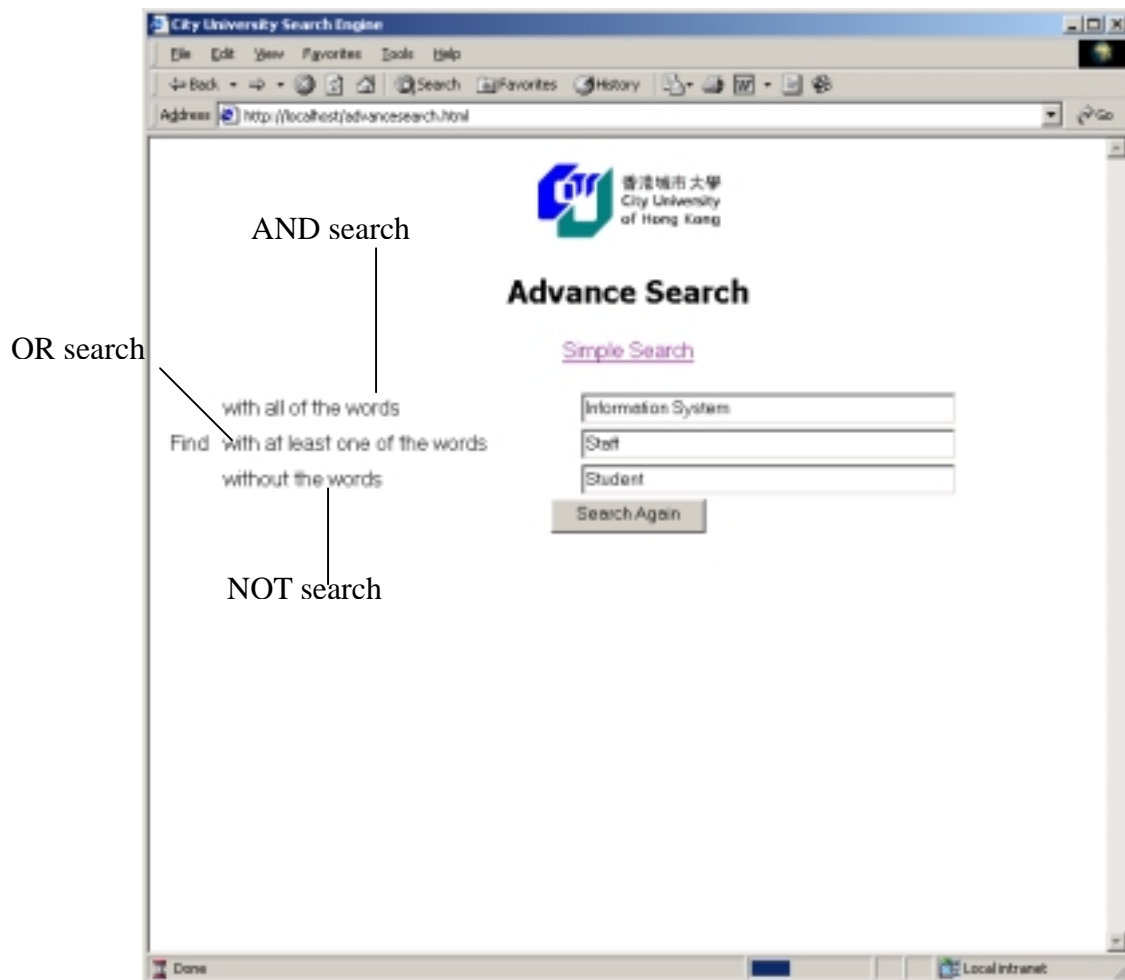 City University Search Engine
File Edit View Favorites Tools Help
Back Search Favorites History
Address http://localhost/advancesearch.html Go
香港城市大學
City University
of Hong Kong
AND search
Advance Search
OR search
Simple Search
with all of the words Information System
Find with at least one of the words Staff
without the words Student
Search Again
NOT search
Done Local intranet